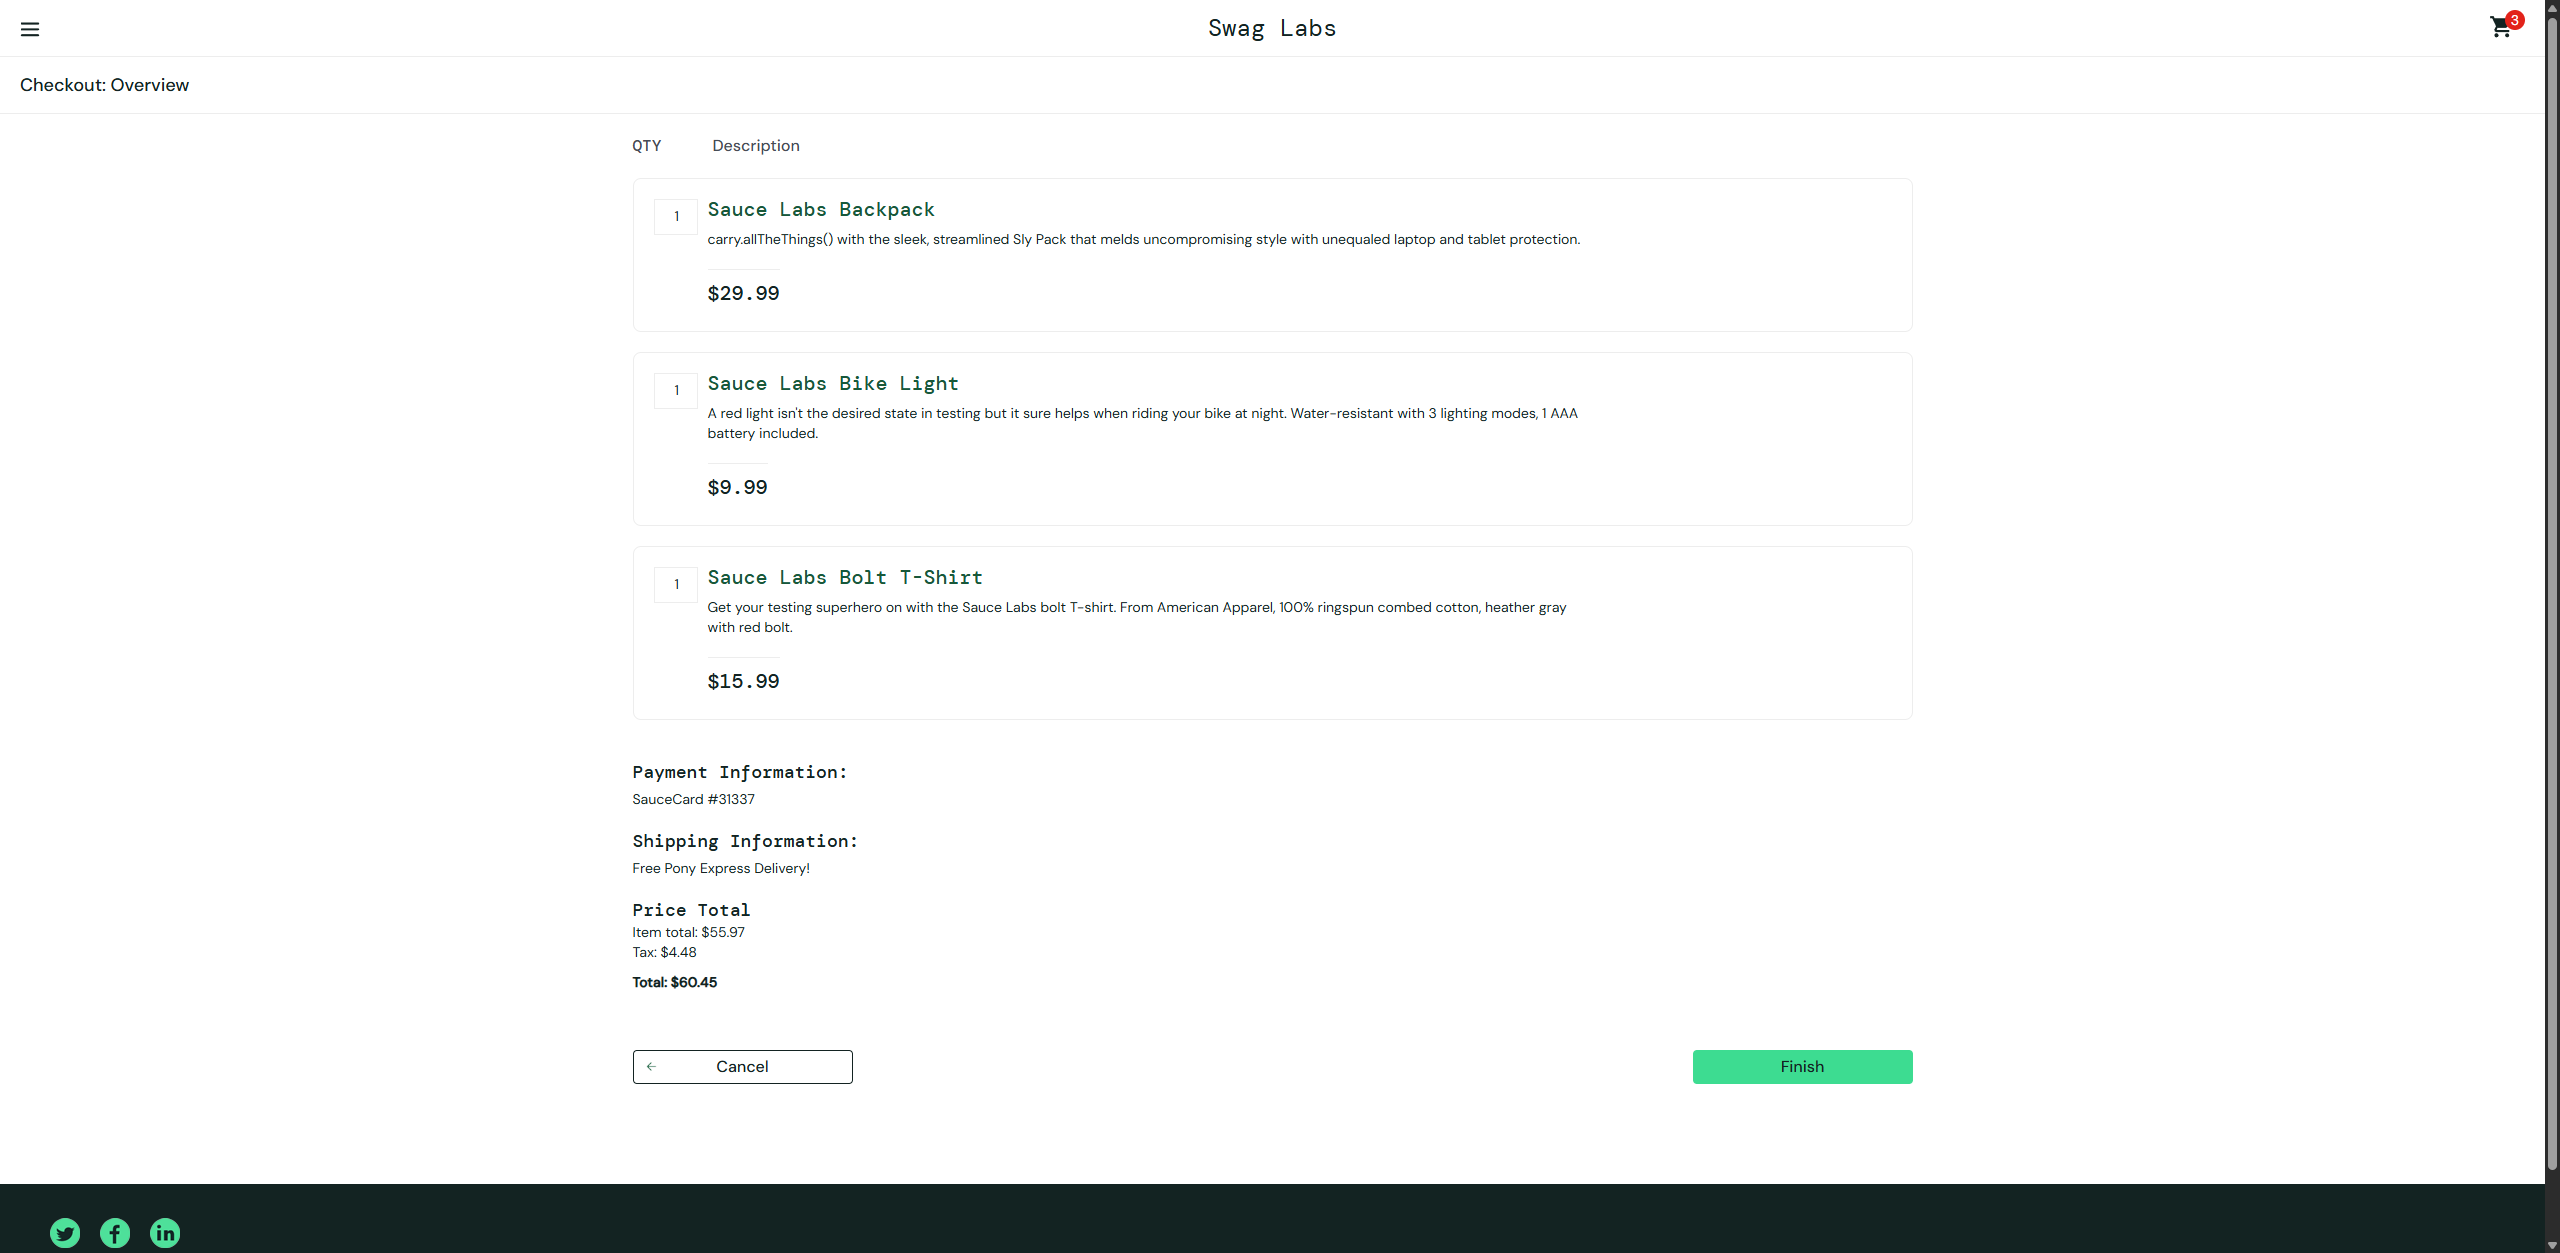 Swag Labs
3
Checkout: Overview
QTY Description
1
Sauce Labs Backpack
carry.allTheThings() with the sleek, streamlined Sly Pack that melds uncompromising style with unequaled laptop and tablet protection.
$29.99
1
Sauce Labs Bike Light
A red light isn't the desired state in testing but it sure helps when riding your bike at night. Water-resistant with 3 lighting modes, 1 AAA
battery included.
$9.99
1
Sauce Labs Bolt T-Shirt
Get your testing superhero on with the Sauce Labs bolt T-shirt. From American Apparel, 100% ringspun combed cotton, heather gray
with red bolt.
$15.99
Payment Information:
SauceCard #31337
Shipping Information:
Free Pony Express Delivery!
Price Total
Item total: $55.97
Tax: $4.48
Total: $60.45
Cancel
Finish